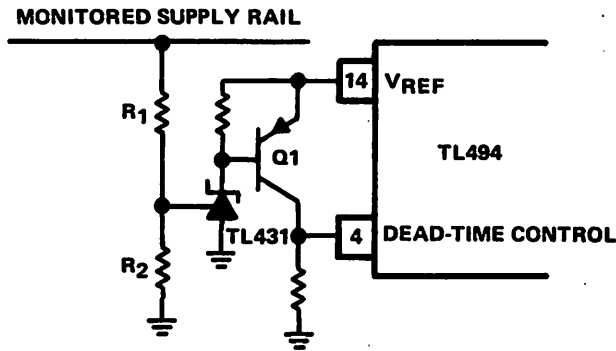 MONITORED SUPPLY RAIL
R1
14
VREF
Q1
TL494
TL431
4
DEAD-TIME CONTROL
R2